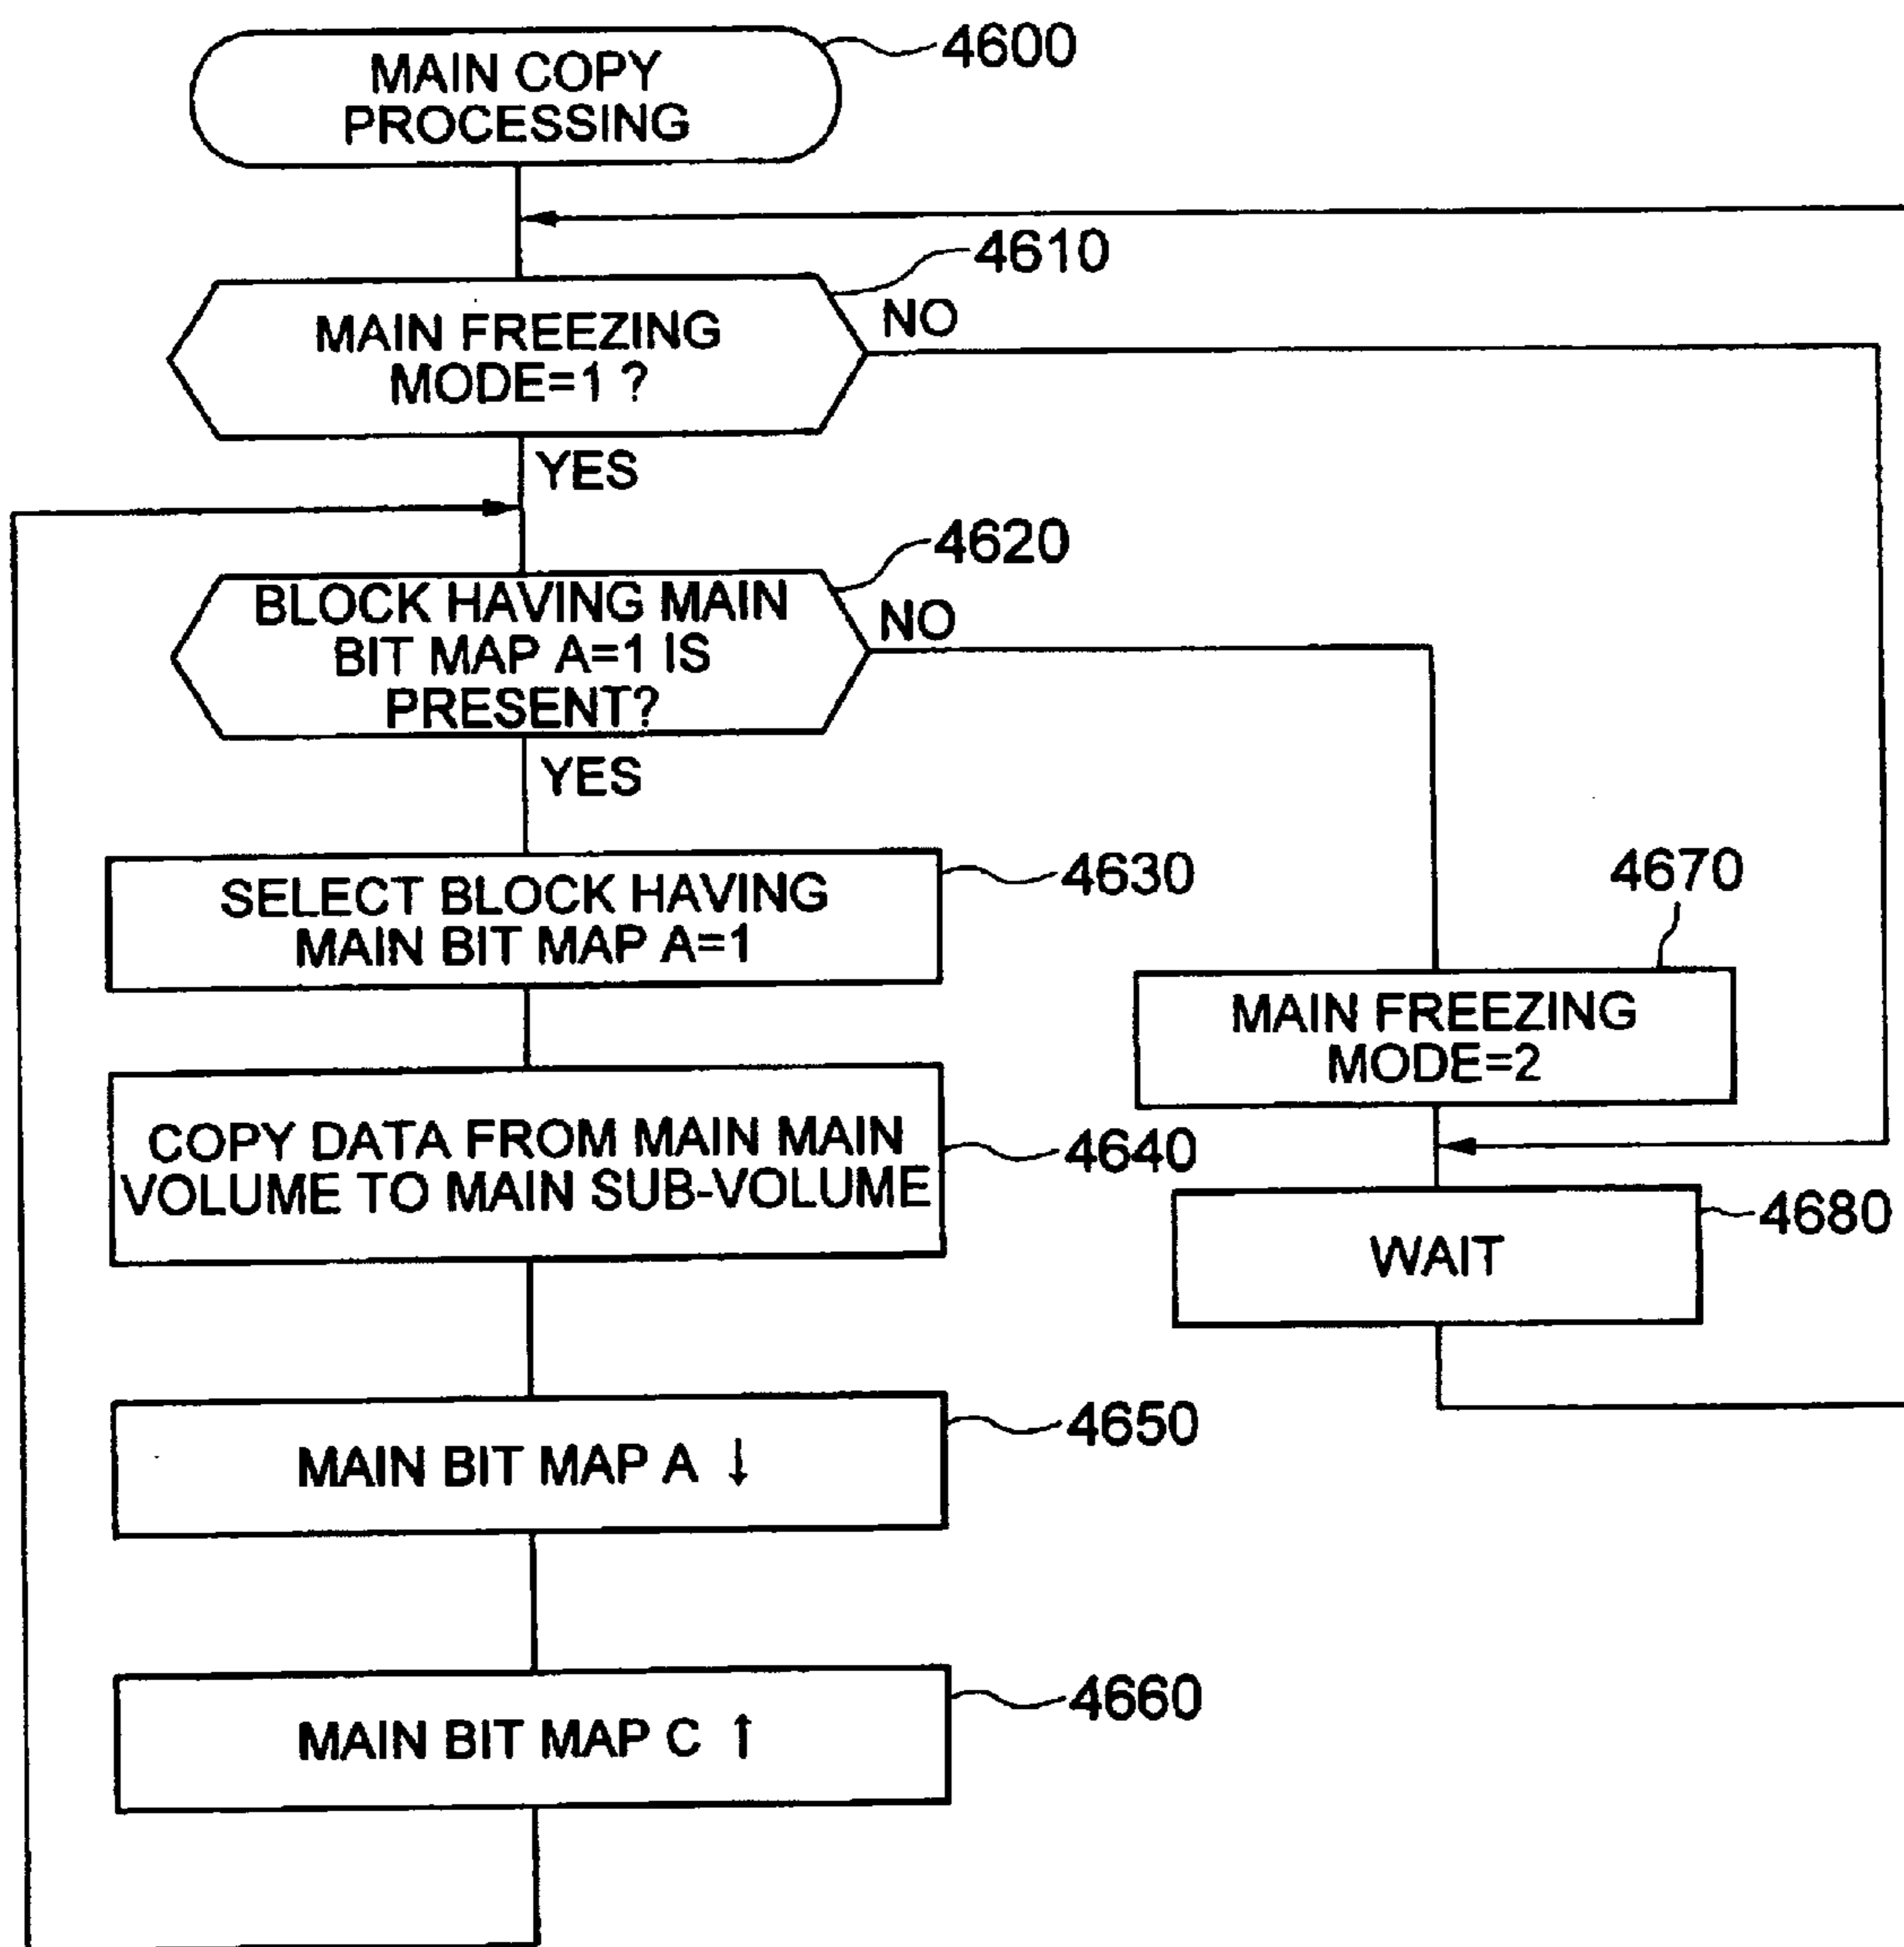 MAIN COPY
PROCESSING
4600
MAIN FREEZING
MODE=1 ?
4610
NO
YES
BLOCK HAVING MAIN
BIT MAP A=1 IS
PRESENT?
4620
NO
YES
SELECT BLOCK HAVING
MAIN BIT MAP A=1
4630
COPY DATA FROM MAIN MAIN
VOLUME TO MAIN SUB-VOLUME
4640
MAIN BIT MAP A ↓
4650
MAIN BIT MAP C ↑
4660
4670
MAIN FREEZING
MODE=2
WAIT
4680